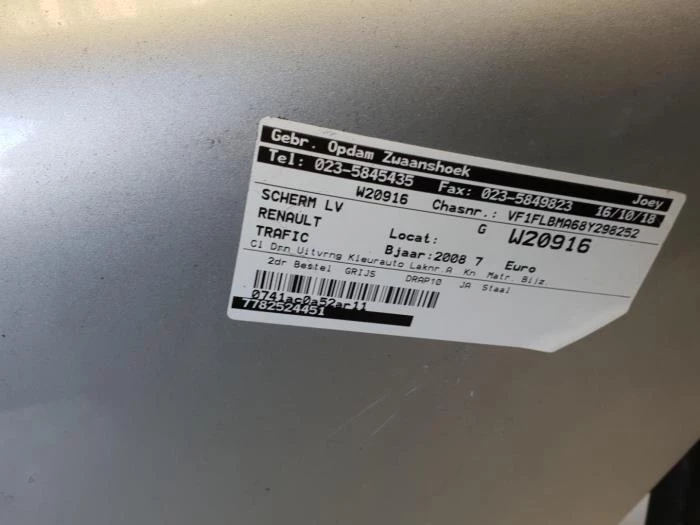 Gebr. Opdam Zwaanshoek Joey
Tel: 023-5845435 Fax: 023-5849823 16/10/18
W20916 Chasnr.: VF1FLBMA68Y298252
SCHERM LV G W20916
RENAULT Locat:
TRAFIC Bjaar:2008 7 Euro
Cl Drn Uitvrng Kleurauto Laknr.A Kn Matr. Bijz.
2dr Bestel GRIJS DRAP10 JA Staal
0741ac0a52ar11
7782524451